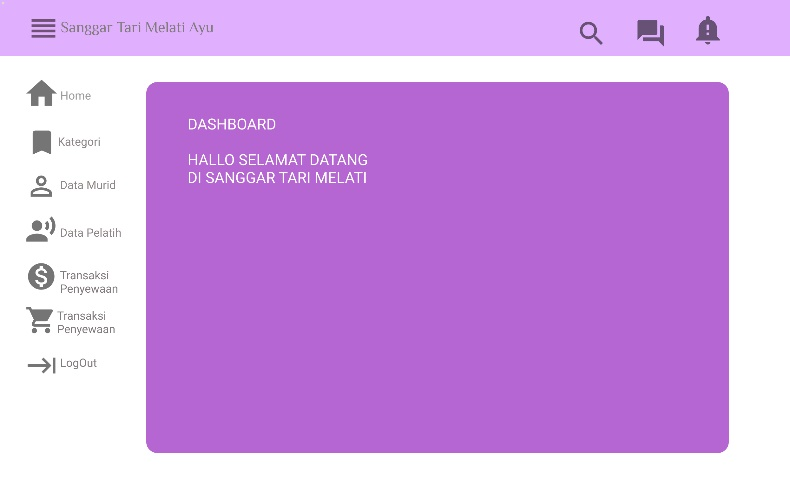 Sanggar Tari Melati Ayu
Home
Kategori
Data Murid
Data Pelatih
Transaksi
Penyewaan
Transaksi
Penyewaan
LogOut
DASHBOARD
HALLO SELAMAT DATANG
DI SANGGAR TARI MELATI